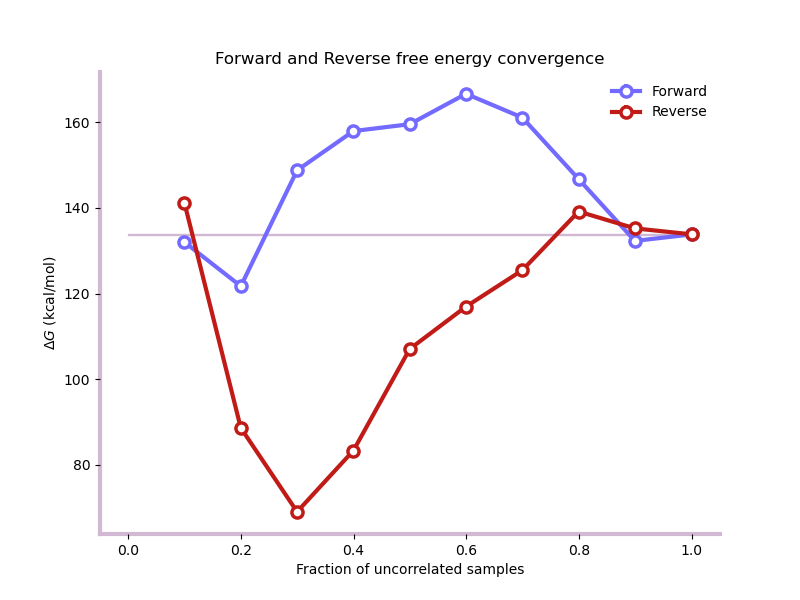 Forward and Reverse free energy convergence
Forward
Reverse
160
140
120
100
80
ΔG (kcal/mol)
0.0 0.2 0.4 0.6 0.8 1.0
Fraction of uncorrelated samples